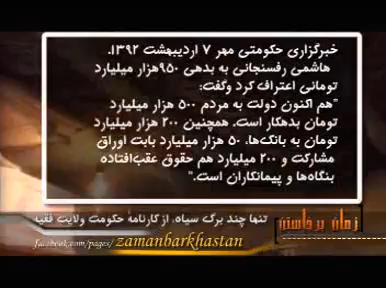 خبرگزاری حکومتی مهر ۷ اردیبهشت ۱۳۹۲.
هاشمی رفسنجانی به بدهی ۹۵۰هزار میلیارد
تومانی اعتراف کرد وگفت:
"هم اکنون دولت به مردم ۵۰۰ هزار میلیارد
تومان بدهکار است. همچنین ۲۰۰ هزار میلیارد
تومان به بانک‌ها، ۵۰ هزار میلیارد بابت اوراق
مشارکت و ۲۰۰ میلیارد هم حقوق عقب‌افتاده
بنگاه‌ها و پیمانکاران است."
تنها چند برگ سیاه، از کارنامهٔ حکومت ولایت فقیه
زمان برخاستن
facebook.com/pages/zamanbarkhastan